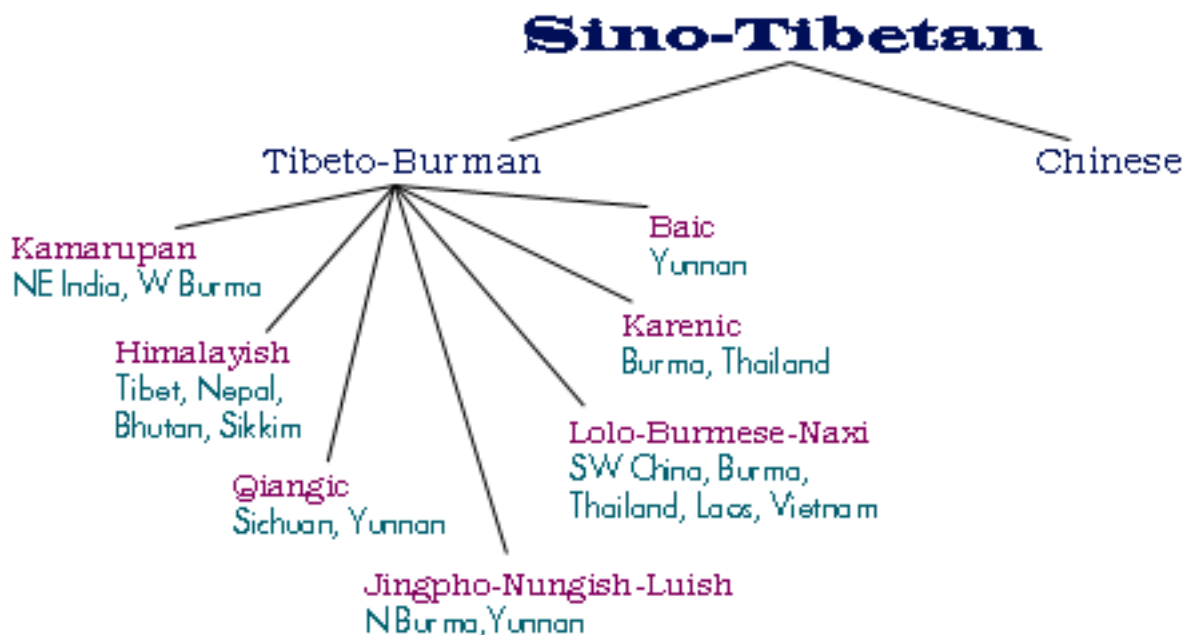 Sino-Tibetan
Tibeto-Burman
Chinese
Kamarupan
NE India, W Burma
Himalayish
Tibet, Nepal,
Bhutan, Sikkim
Qiangic
Sichuan, Yunnan
Jingpho-Nungish-Luish
N Burma,Yunnan
Lolo-Burmese-Naxi
SW China, Burma,
Thailand, Laos, Vietnam
Karenic
Burma, Thailand
Baic
Yunnan